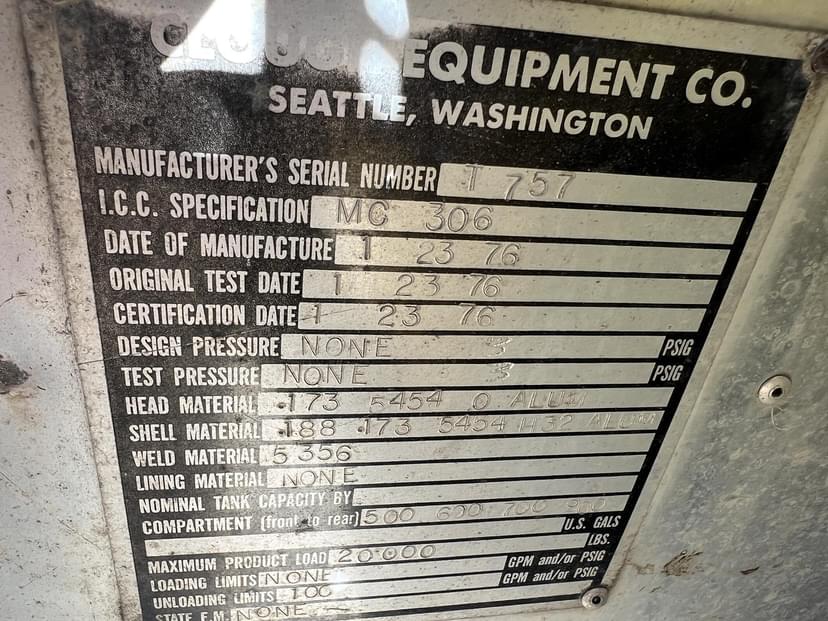 EQUIPMENT CO.
SEATTLE, WASHINGTON
MANUFACTURER'S SERIAL NUMBER T 757
I.C.C. SPECIFICATION MC 306
DATE OF MANUFACTURE 1 23 76
ORIGINAL TEST DATE 1 23 76
CERTIFICATION DATE 1 23 76
DESIGN PRESSURE NONE 3 PSIG
TEST PRESSURE NONE 3 PSIG
HEAD MATERIAL .173 5454 0 ALUM
SHELL MATERIAL .188 .173 5454 H32 ALUM
WELD MATERIAL 5356
LINING MATERIAL NONE
NOMINAL TANK CAPACITY BY
COMPARTMENT (front to rear) 500 600 700
U.S. GALS
MAXIMUM PRODUCT LOAD 20000 LBS.
LOADING LIMITS NONE GPM and/or PSIG
UNLOADING LIMITS 100 GPM and/or PSIG
STATE F.M. NONE